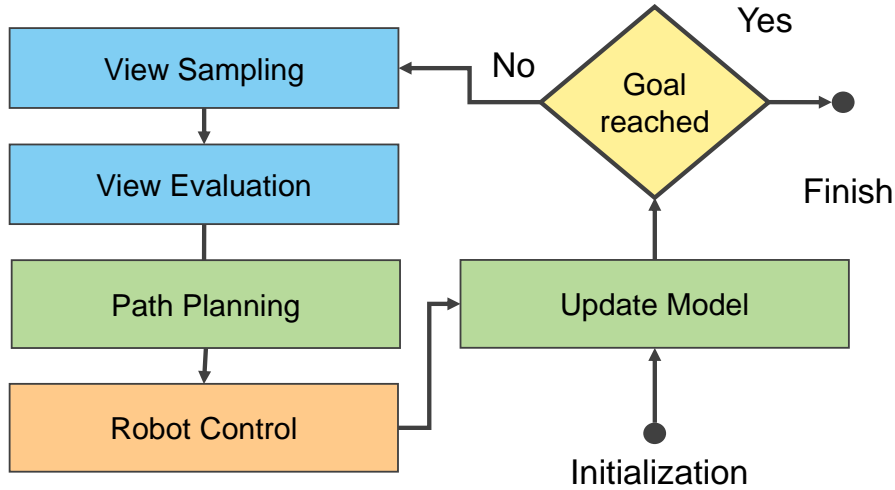 View Sampling
No
Yes
Goal
reached
Finish
View Evaluation
Path Planning
Update Model
Robot Control
Initialization